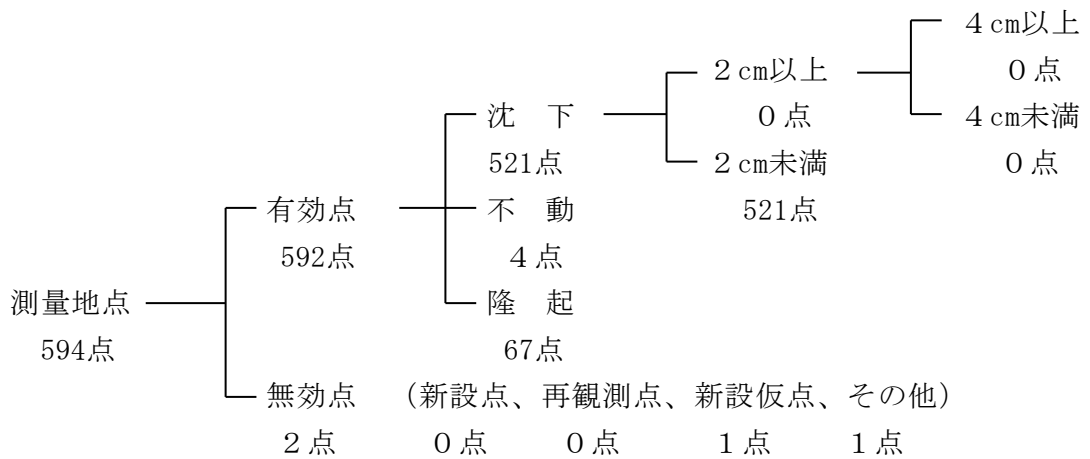 ４cm以上
２cm以上
０点
沈　下
０点
４cm未満
521点
２cm未満
０点
有効点
不　動
521点
592点
４点
測量地点
隆　起
594点
67点
無効点　（新設点、再観測点、新設仮点、その他）
２点　０点　０点　１点　１点